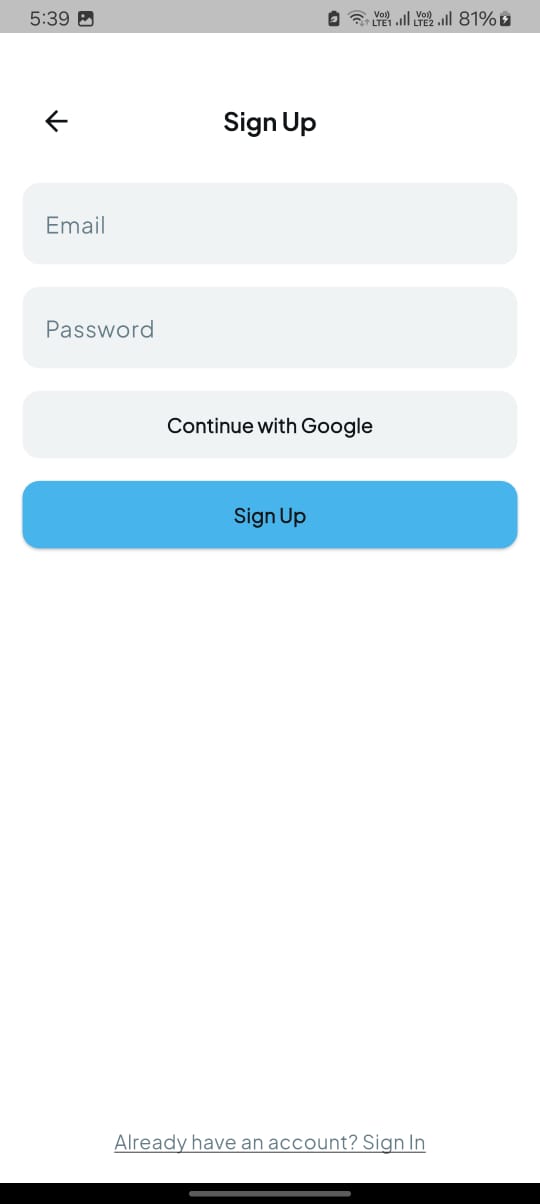 5:39 Vo)) LTE1 Vo)) LTE2 81%
Sign Up
Email
Password
Continue with Google
Sign Up
Already have an account? Sign In